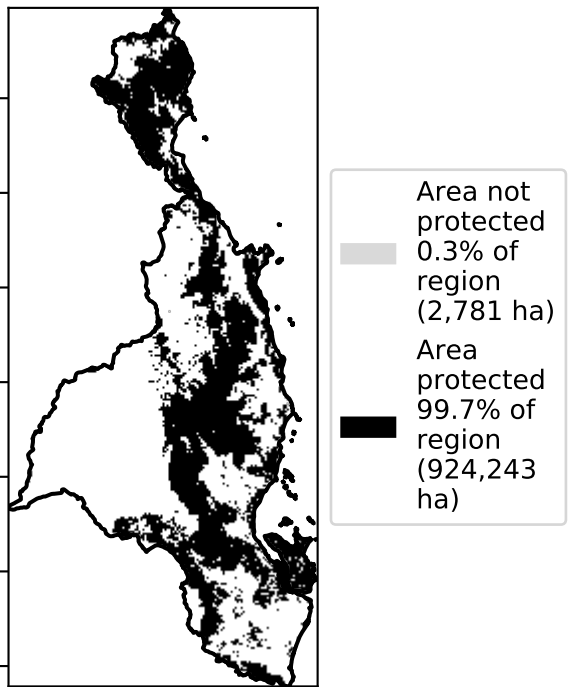 Area not
protected
0.3% of
region
(2,781 ha)
Area
protected
99.7% of
region
(924,243
ha)